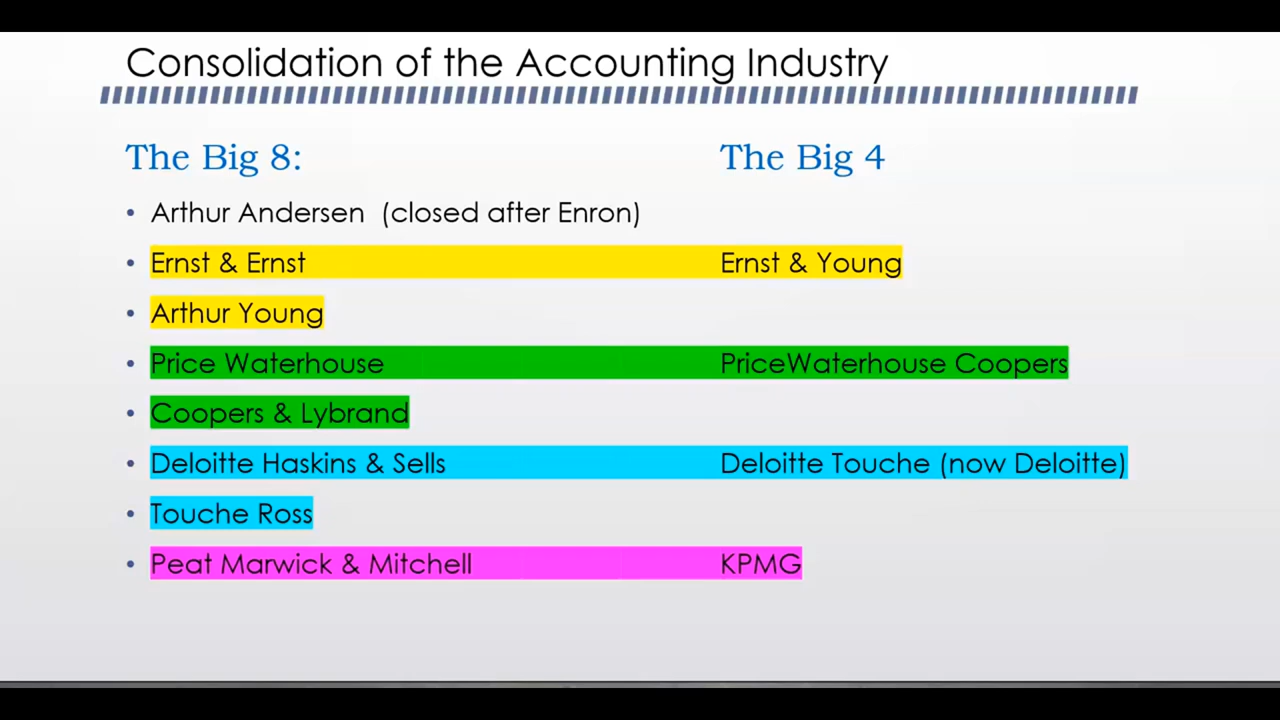 Consolidation of the Accounting Industry
The Big 8: The Big 4
• Arthur Andersen (closed after Enron)
• Ernst & Ernst Ernst & Young
• Arthur Young
• Price Waterhouse PriceWaterhouse Coopers
• Coopers & Lybrand
• Deloitte Haskins & Sells Deloitte Touche (now Deloitte)
• Touche Ross
• Peat Marwick & Mitchell KPMG